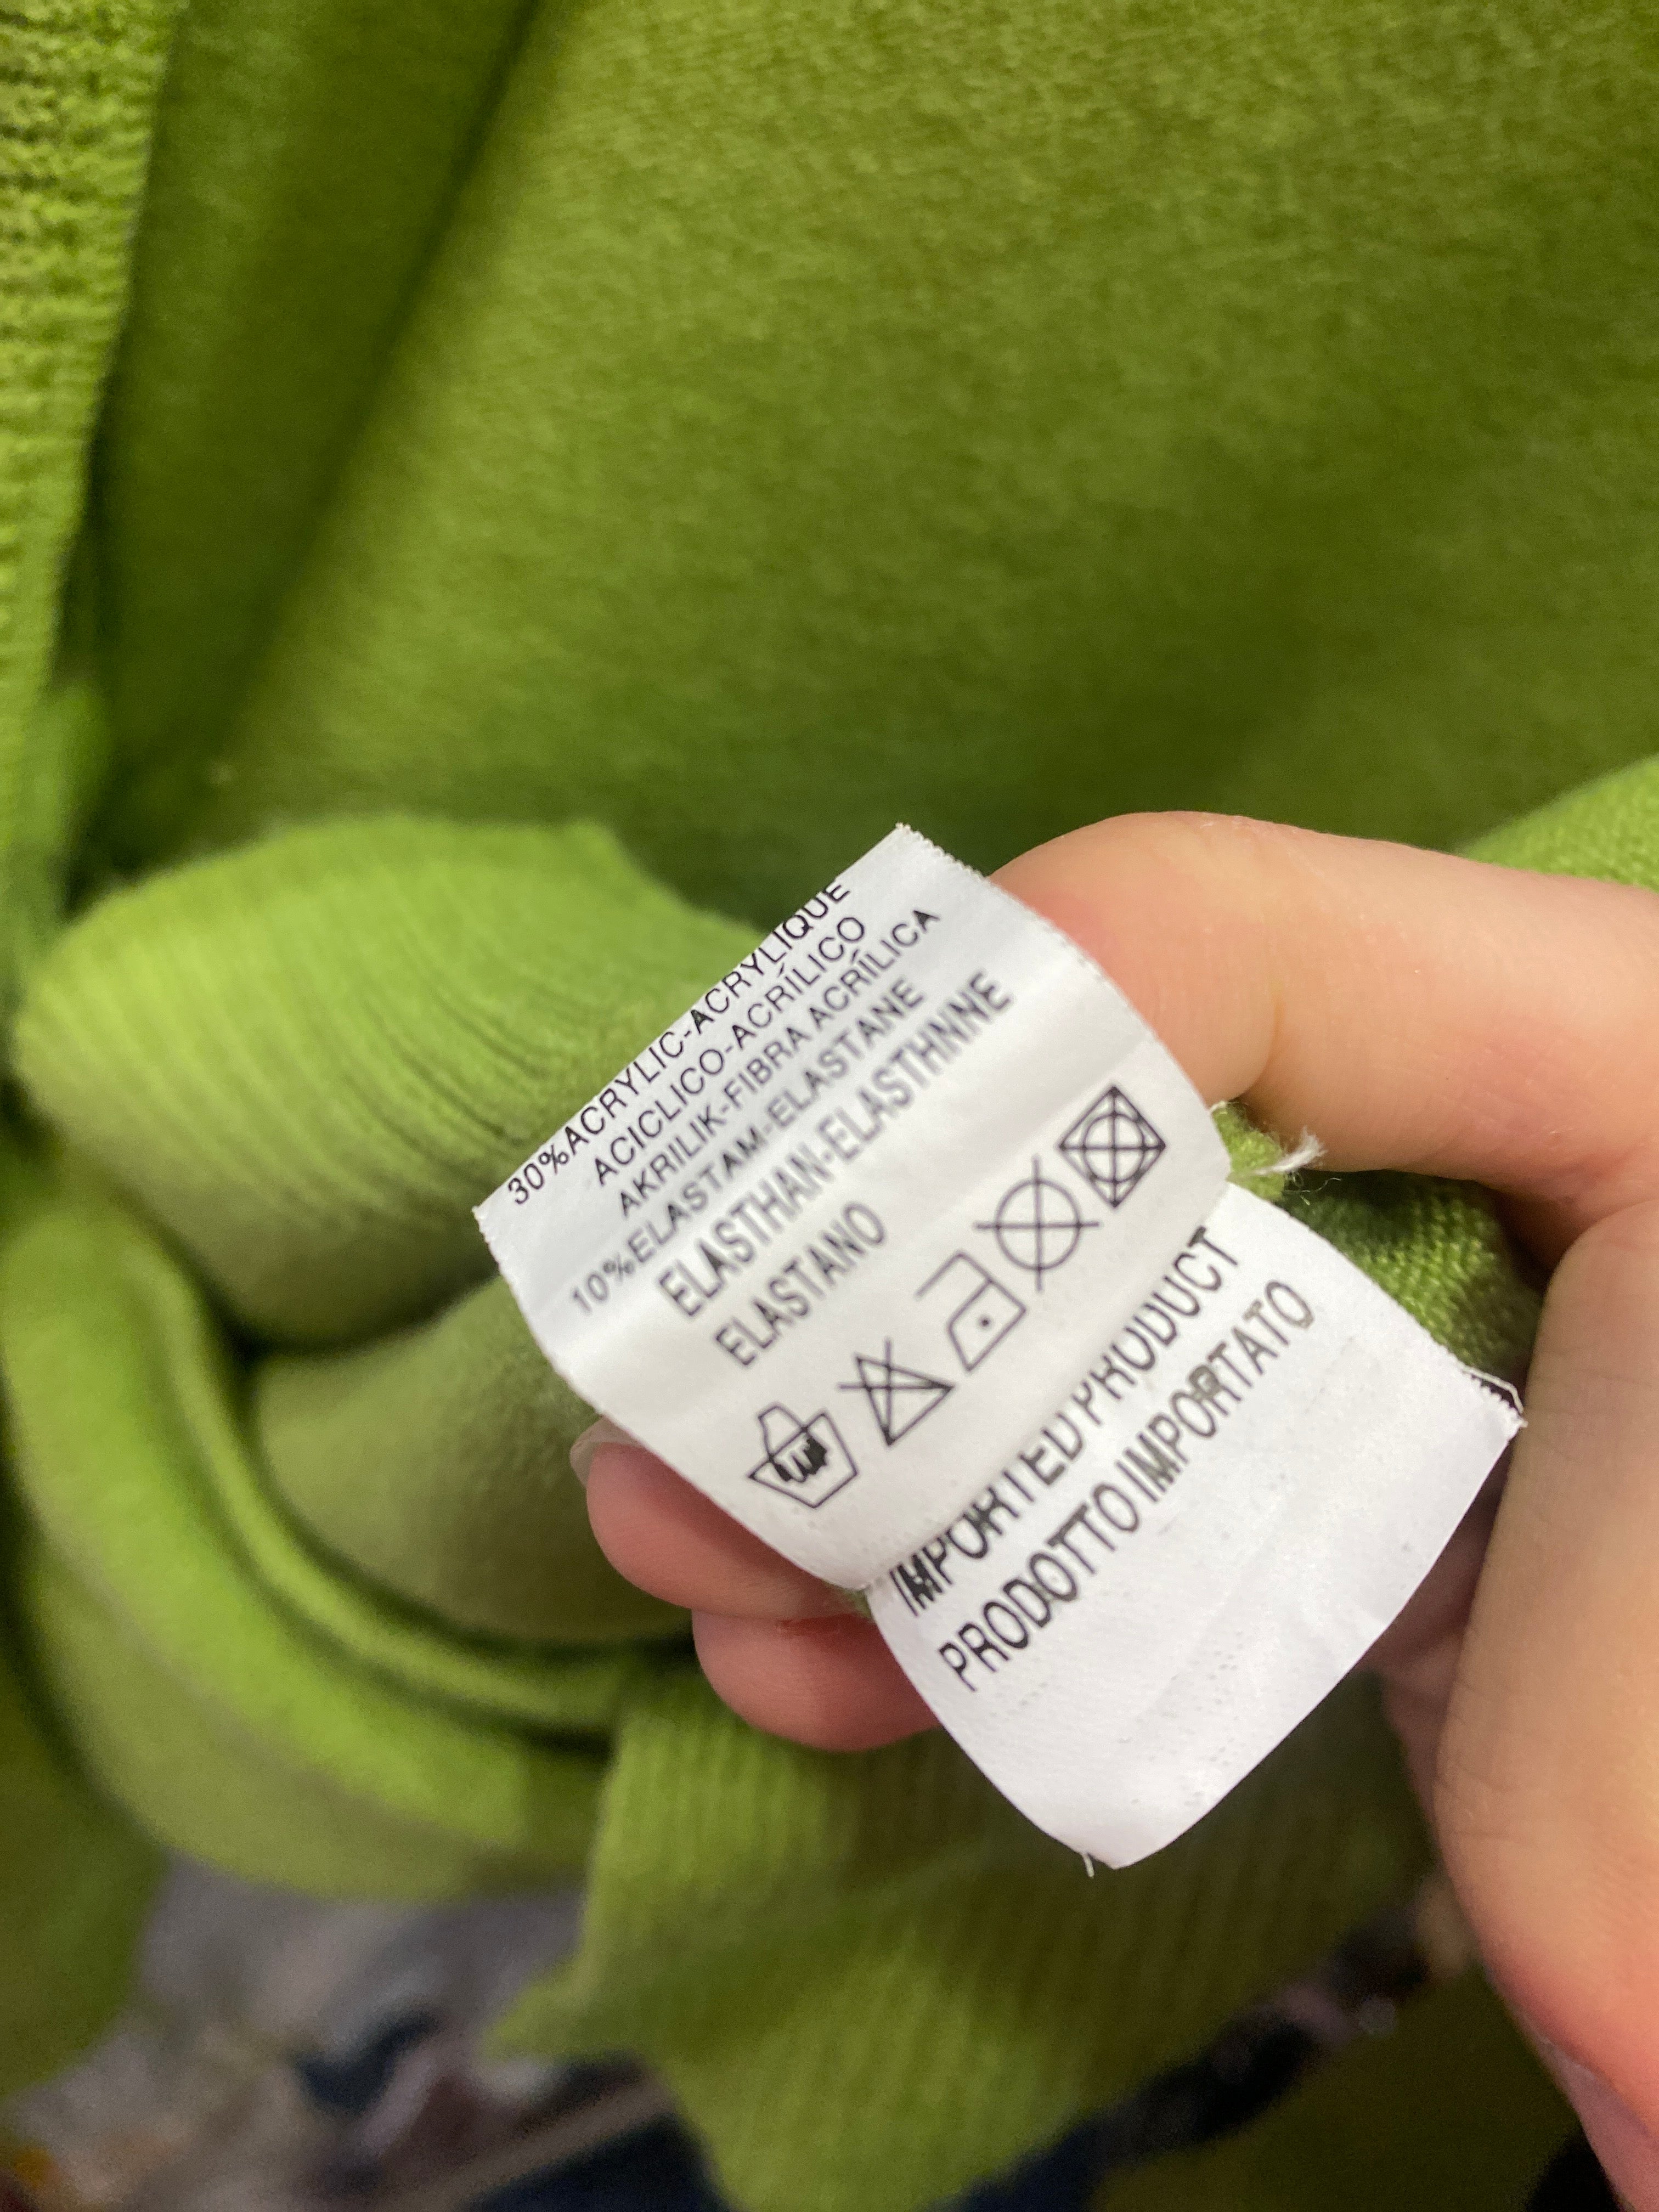 30%ACRYLIC-ACRYLIQUE
ACICLICO-ACRÍLICO
AKRILIK-FIBRA ACRÍLICA
10%ELASTAM-ELASTANE
ELASTHAN-ELASTHNNE
ELASTANO
IMPORTED PRODUCT
PRODOTTO IMPORTATO